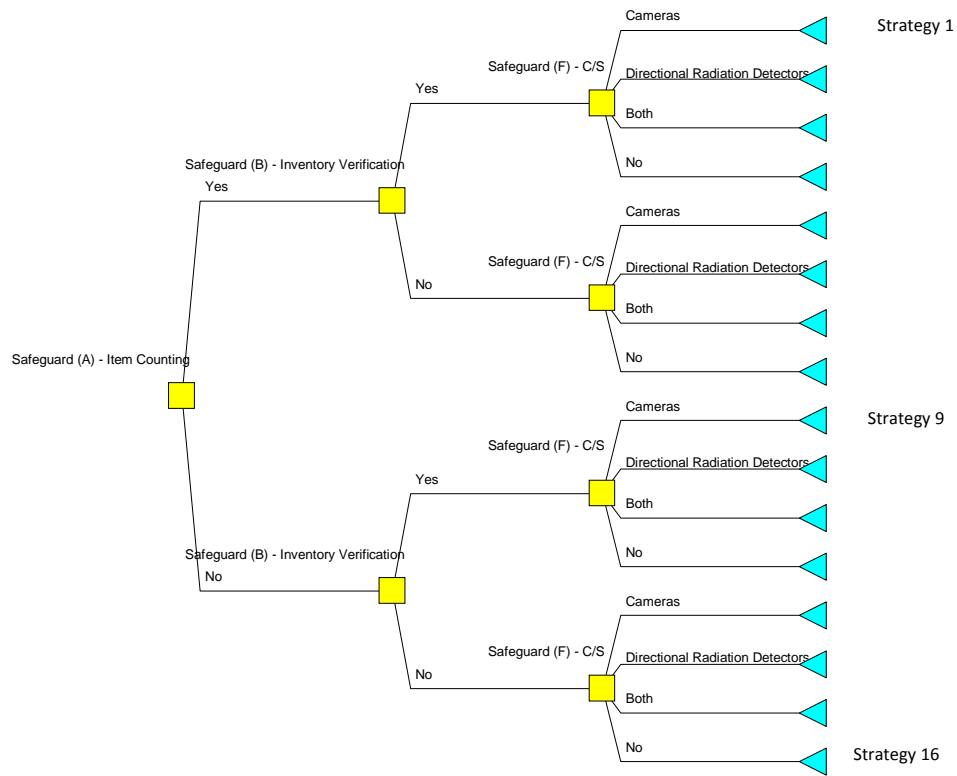 Cameras
Strategy 1
Safeguard (F) - C/S
Directional Radiation Detectors
Yes
Both
Safeguard (B) - Inventory Verification
No
Yes
Cameras
Safeguard (F) - C/S
Directional Radiation Detectors
No
Both
Safeguard (A) - Item Counting
No
Cameras
Strategy 9
Safeguard (F) - C/S
Directional Radiation Detectors
Yes
Both
Safeguard (B) - Inventory Verification
No
No
Cameras
Safeguard (F) - C/S
Directional Radiation Detectors
No
Both
No
Strategy 16